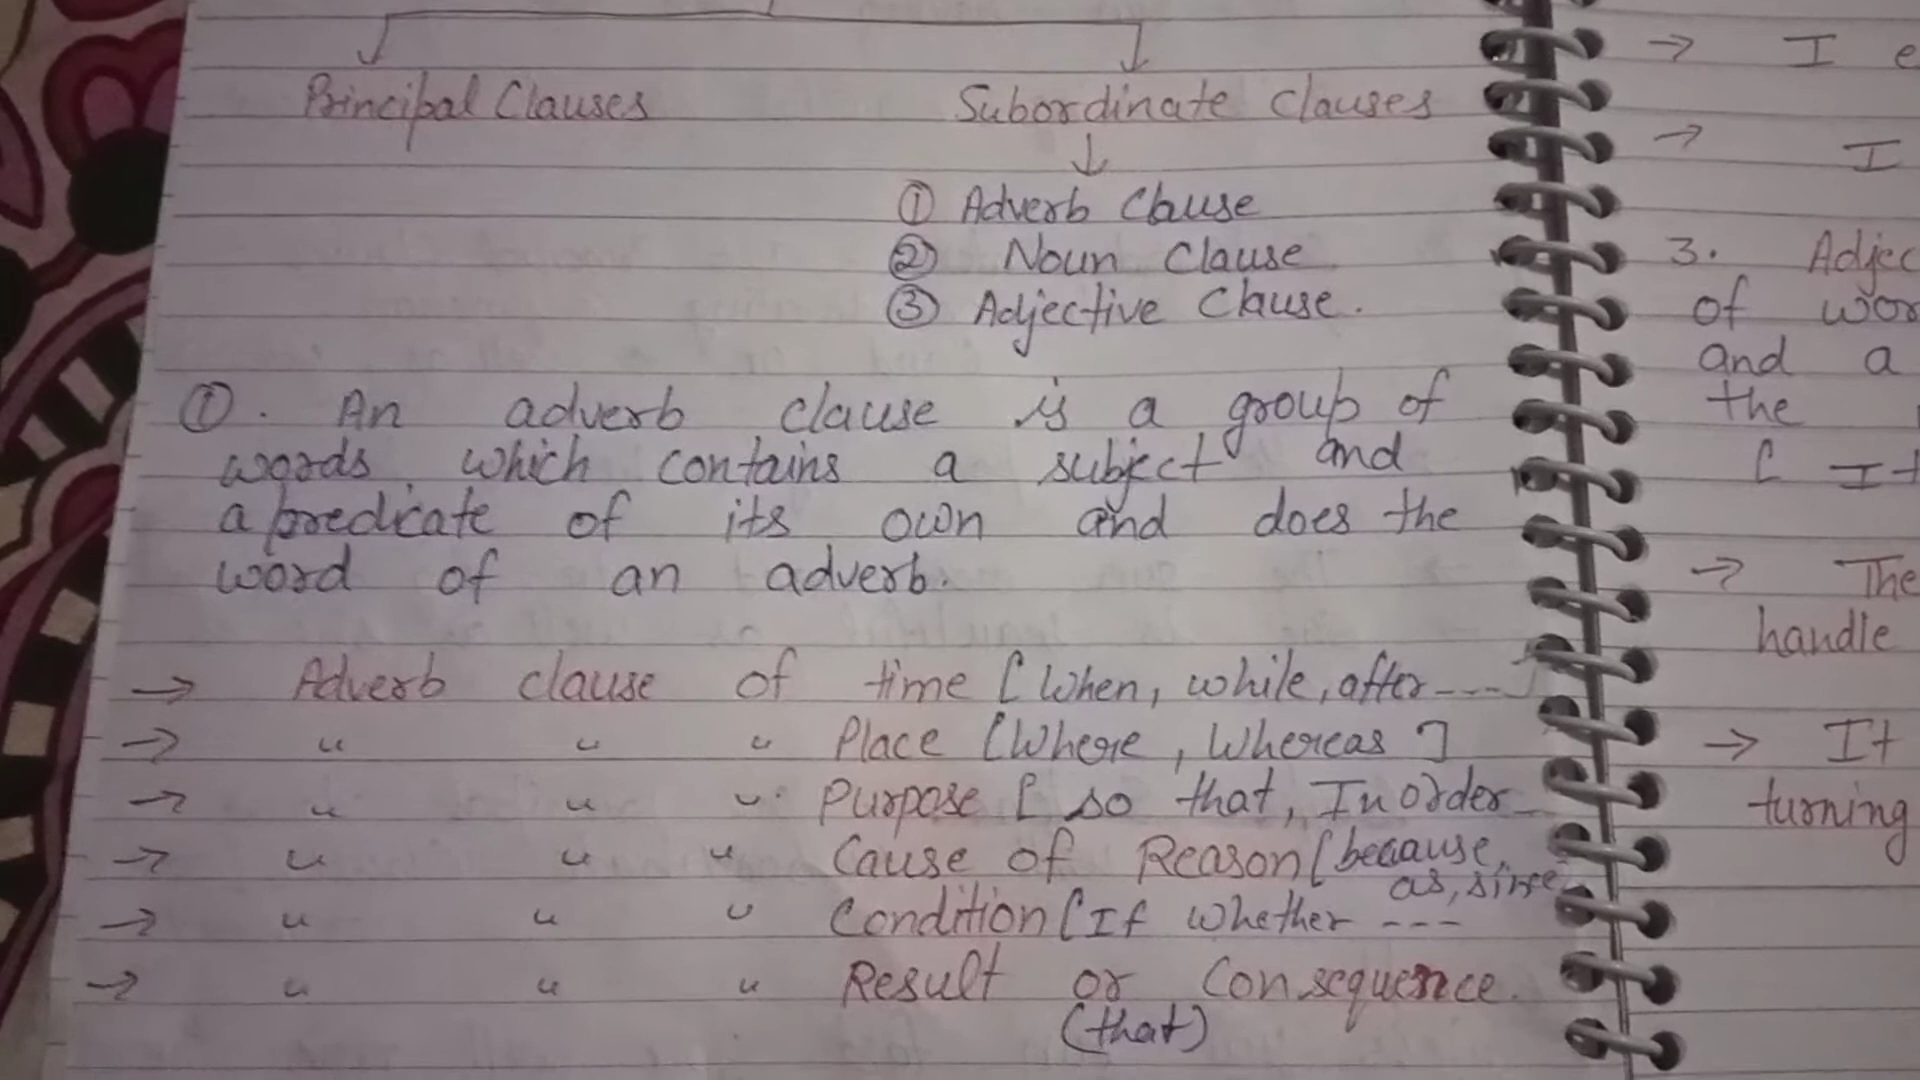 Principal Clauses Subordinate Clauses
① Adverb Clause
② Noun Clause
③ Adjective Clause.
①. An adverb clause is a group of
words which contains a subject and
a predicate of its own and does the
word of an adverb.
→ Adverb clause of time [When, while, after ---]
→ " " " Place [Where, Whereas]
→ " " " Purpose [so that, In order
→ " " " Cause of Reason [because,
as, since
→ " " " Condition [If whether ---
→ " " " Result or Consequence.
(that)
→ I e
→ I
3. Adjec
of wor
and a
the
[ It
→ The
handle
→ It
turning